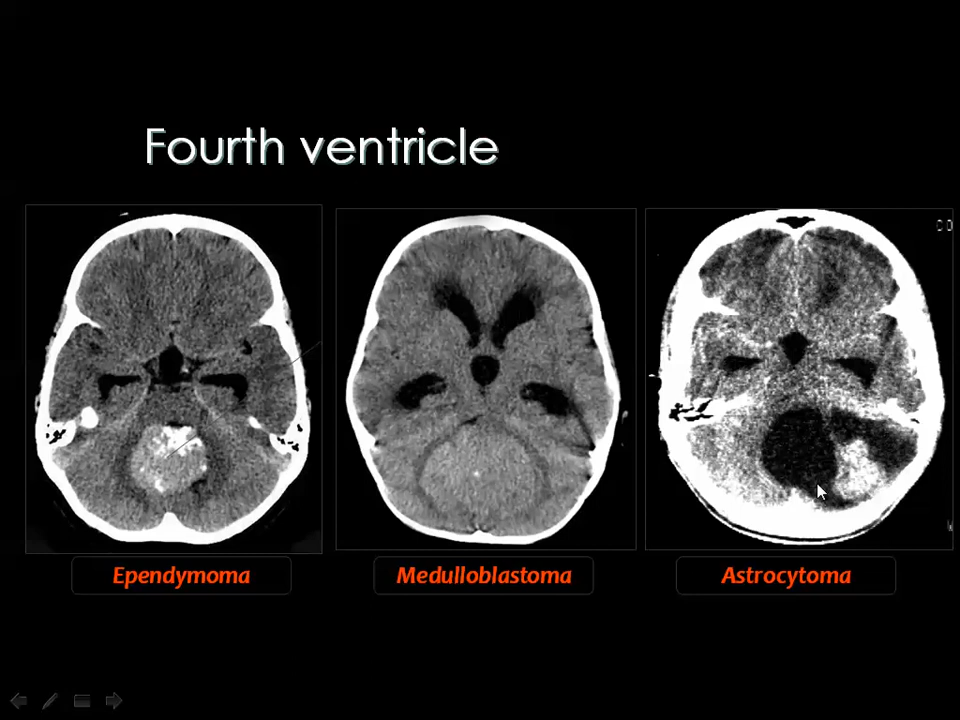 Fourth ventricle
Ependymoma
Medulloblastoma
Astrocytoma